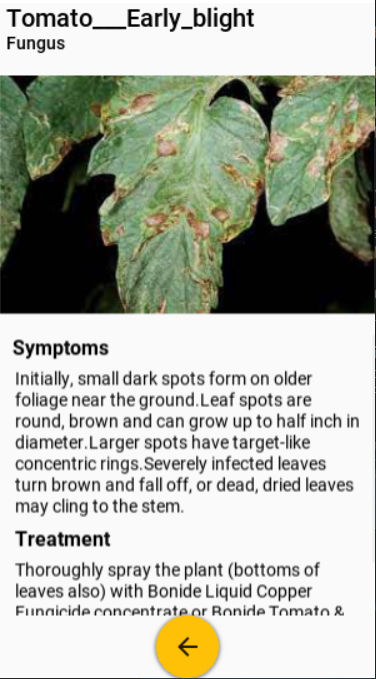 Tomato___Early_blight
Fungus
Symptoms
Initially, small dark spots form on older
foliage near the ground.Leaf spots are
round, brown and can grow up to half inch in
diameter.Larger spots have target-like
concentric rings.Severely infected leaves
turn brown and fall off, or dead, dried leaves
may cling to the stem.
Treatment
Thoroughly spray the plant (bottoms of
leaves also) with Bonide Liquid Copper
Fungicide concentrate or Bonide Tomato &